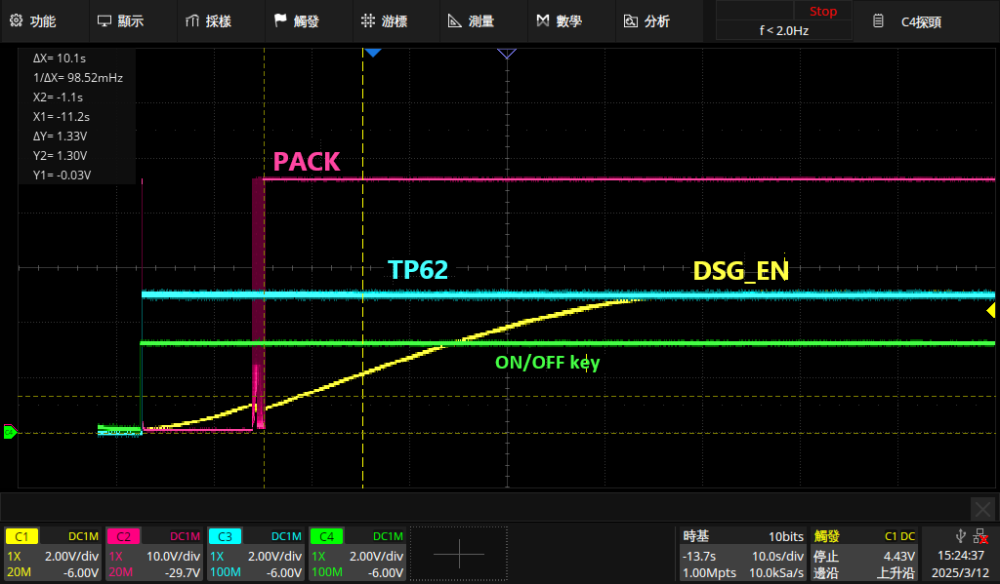 功能 顯示 採樣 觸發 游標 測量 數學 分析 Stop C4探頭
f < 2.0Hz
ΔX= 10.1s
1/ΔX= 98.52mHz
X2= -1.1s
X1= -11.2s
ΔY= 1.33V
Y2= 1.30V
Y1= -0.03V
PACK
TP62
DSG_EN
ON/OFF key
C1 DC1M
1X 2.00V/div
20M -6.00V
C2 DC1M
1X 10.0V/div
20M -29.7V
C3 DC1M
1X 2.00V/div
100M -6.00V
C4 DC1M
1X 2.00V/div
100M -6.00V
時基 10bits
-13.7s 10.0s/div
1.00Mpts 10.0kSa/s
觸發 C1 DC
停止 4.43V
邊沿 上升沿
15:24:37
2025/3/12